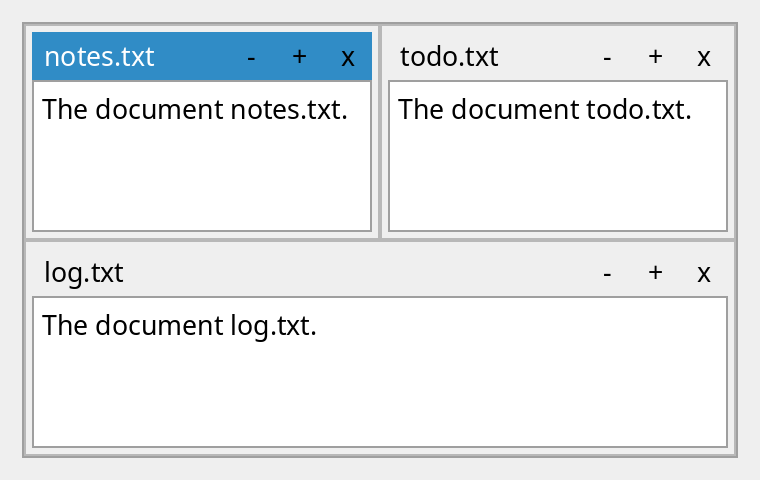 notes.txt - + x
The document notes.txt.
todo.txt - + x
The document todo.txt.
log.txt - + x
The document log.txt.